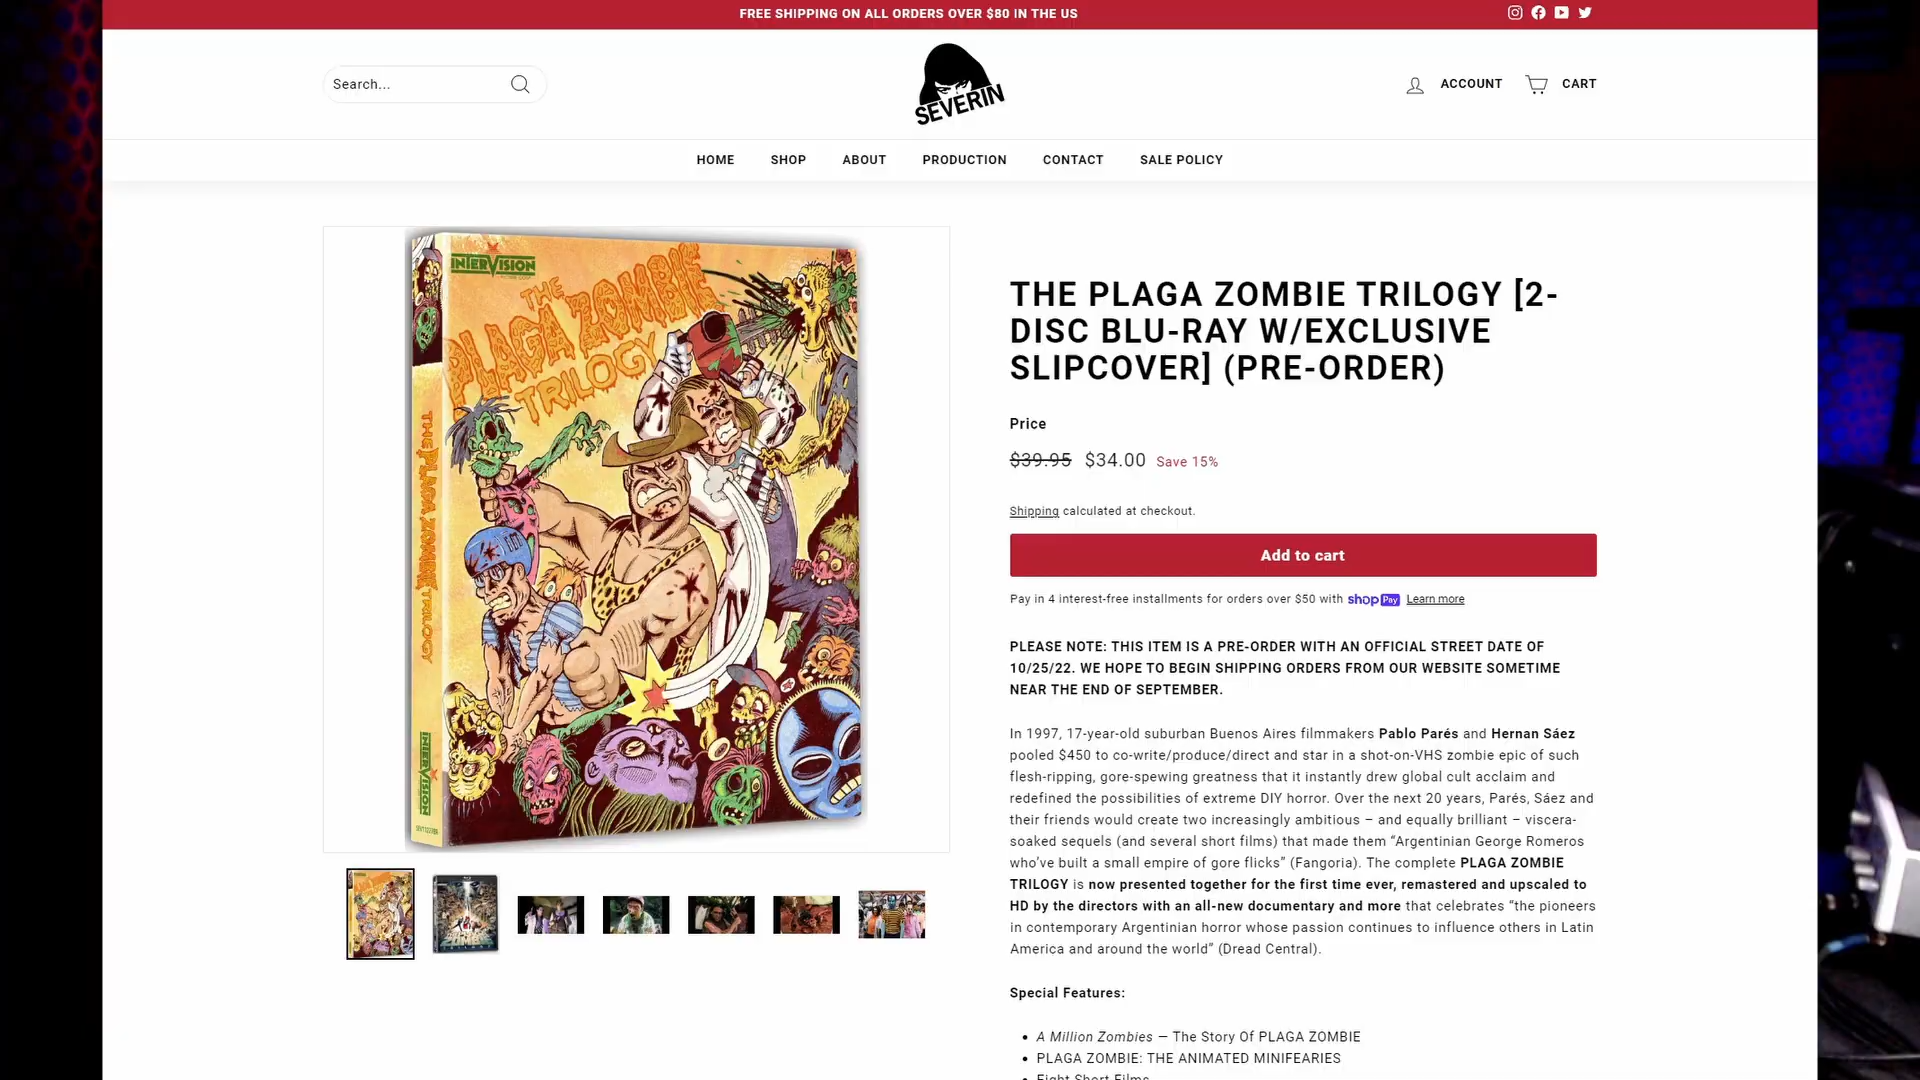 FREE SHIPPING ON ALL ORDERS OVER $80 IN THE US
Search...
SEVERIN
ACCOUNT
CART
HOME
SHOP
ABOUT
PRODUCTION
CONTACT
SALE POLICY
INTERVISION
THE
PLAGA ZOMBIE
TRILOGY
THE PLAGA ZOMBIE TRILOGY
INTERVISION
THE PLAGA ZOMBIE TRILOGY [2-
DISC BLU-RAY W/EXCLUSIVE
SLIPCOVER] (PRE-ORDER)
Price
$39.95 $34.00 Save 15%
Shipping calculated at checkout.
Add to cart
Pay in 4 interest-free installments for orders over $50 with shop Pay Learn more
PLEASE NOTE: THIS ITEM IS A PRE-ORDER WITH AN OFFICIAL STREET DATE OF
10/25/22. WE HOPE TO BEGIN SHIPPING ORDERS FROM OUR WEBSITE SOMETIME
NEAR THE END OF SEPTEMBER.
In 1997, 17-year-old suburban Buenos Aires filmmakers Pablo Parés and Hernan Sáez
pooled $450 to co-write/produce/direct and star in a shot-on-VHS zombie epic of such
flesh-ripping, gore-spewing greatness that it instantly drew global cult acclaim and
redefined the possibilities of extreme DIY horror. Over the next 20 years, Parés, Sáez and
their friends would create two increasingly ambitious – and equally brilliant – viscera-
soaked sequels (and several short films) that made them “Argentinian George Romeros
who’ve built a small empire of gore flicks” (Fangoria). The complete PLAGA ZOMBIE
TRILOGY is now presented together for the first time ever, remastered and upscaled to
HD by the directors with an all-new documentary and more that celebrates “the pioneers
in contemporary Argentinian horror whose passion continues to influence others in Latin
America and around the world” (Dread Central).
Special Features:
• A Million Zombies — The Story Of PLAGA ZOMBIE
• PLAGA ZOMBIE: THE ANIMATED MINIFEARIES
• Eight Short Films